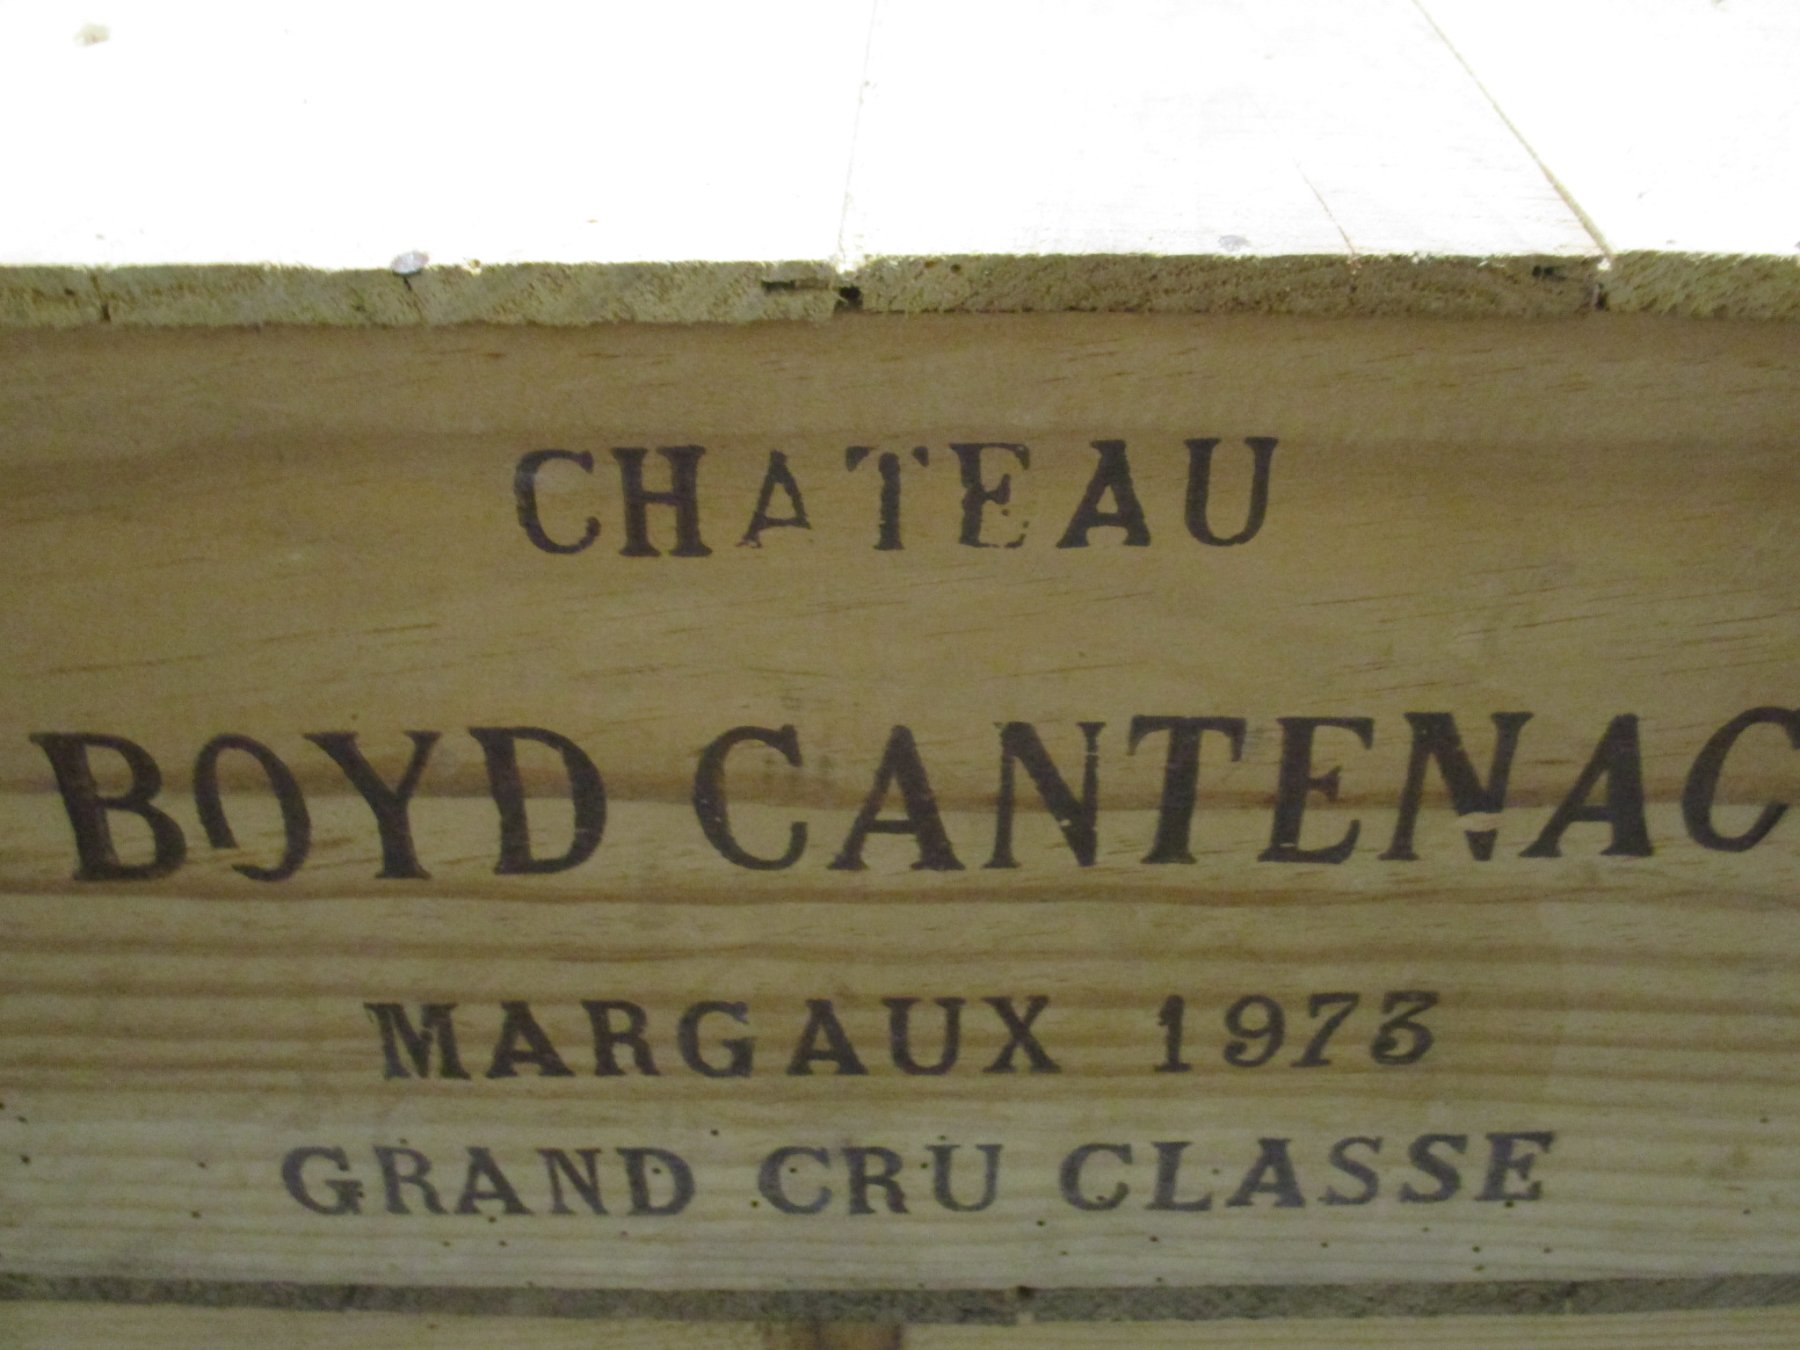 CHATEAU
BOYD CANTENAC
MARGAUX 1973
GRAND CRU CLASSE